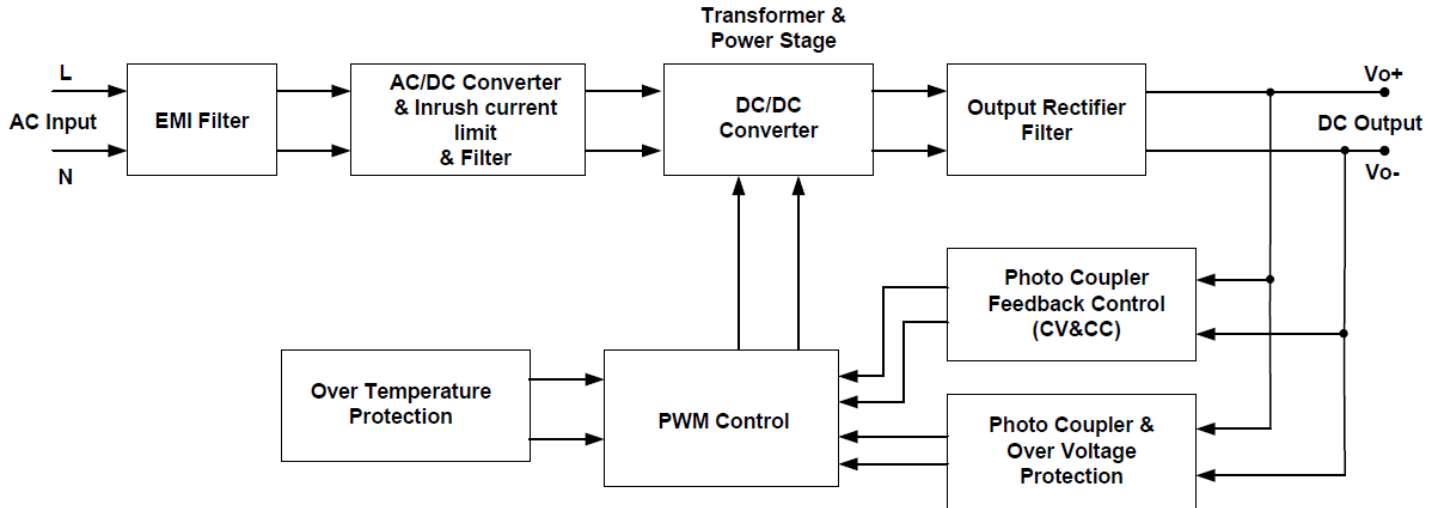 Transformer &
Power Stage
L
AC Input
N
EMI Filter
AC/DC Converter
& Inrush current
limit
& Filter
DC/DC
Converter
Output Rectifier
Filter
Vo+
DC Output
Vo-
Photo Coupler
Feedback Control
(CV&CC)
Over Temperature
Protection
PWM Control
Photo Coupler &
Over Voltage
Protection